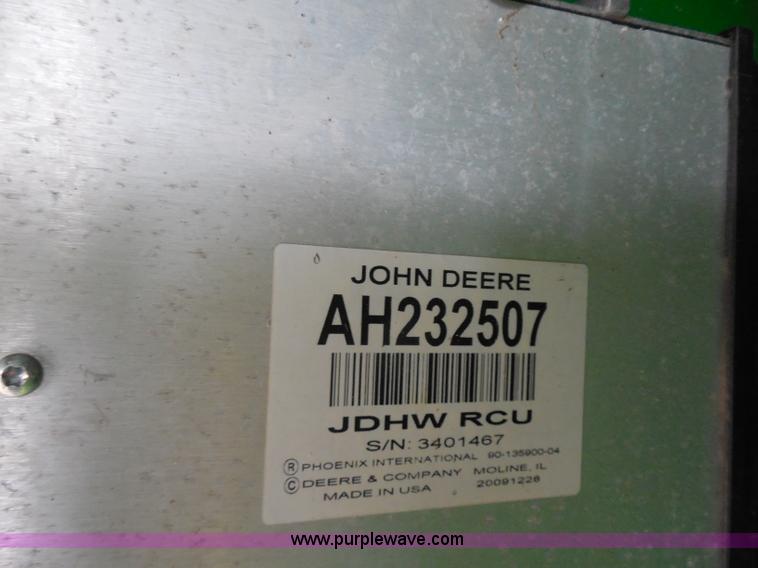 JOHN DEERE
AH232507
JDHW RCU
S/N: 3401467
® PHOENIX INTERNATIONAL 90-135900-04
© DEERE & COMPANY MOLINE, IL
MADE IN USA 20091226
www.purplewave.com